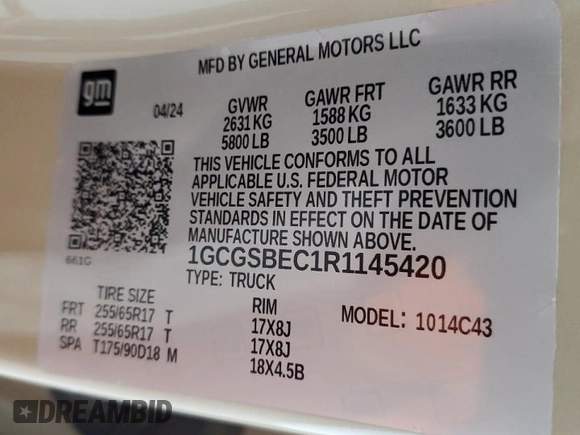 MFD BY GENERAL MOTORS LLC
gm
04/24
GVWR
2631 KG
5800 LB
GAWR FRT
1588 KG
3500 LB
GAWR RR
1633 KG
3600 LB
THIS VEHICLE CONFORMS TO ALL
APPLICABLE U.S. FEDERAL MOTOR
VEHICLE SAFETY AND THEFT PREVENTION
STANDARDS IN EFFECT ON THE DATE OF
MANUFACTURE SHOWN ABOVE.
661G
1GCGSBEC1R1145420
TYPE: TRUCK
TIRE SIZE
RIM
MODEL: 1014C43
FRT 255/65R17 T 17X8J
RR 255/65R17 T 17X8J
SPA T175/90D18 M 18X4.5B
DREAMBID